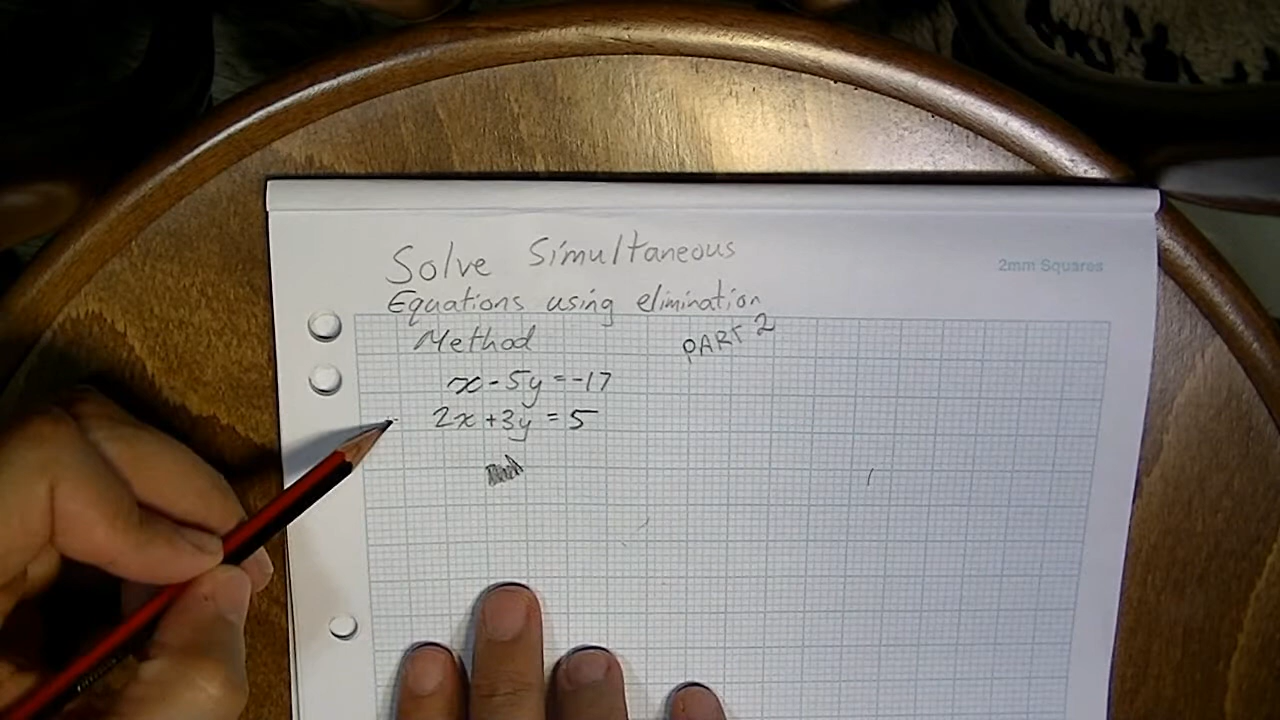 Solve Simultaneous
2mm Squares
Equations using elimination
Method
PART 2
x - 5y = -17
2x + 3y = 5